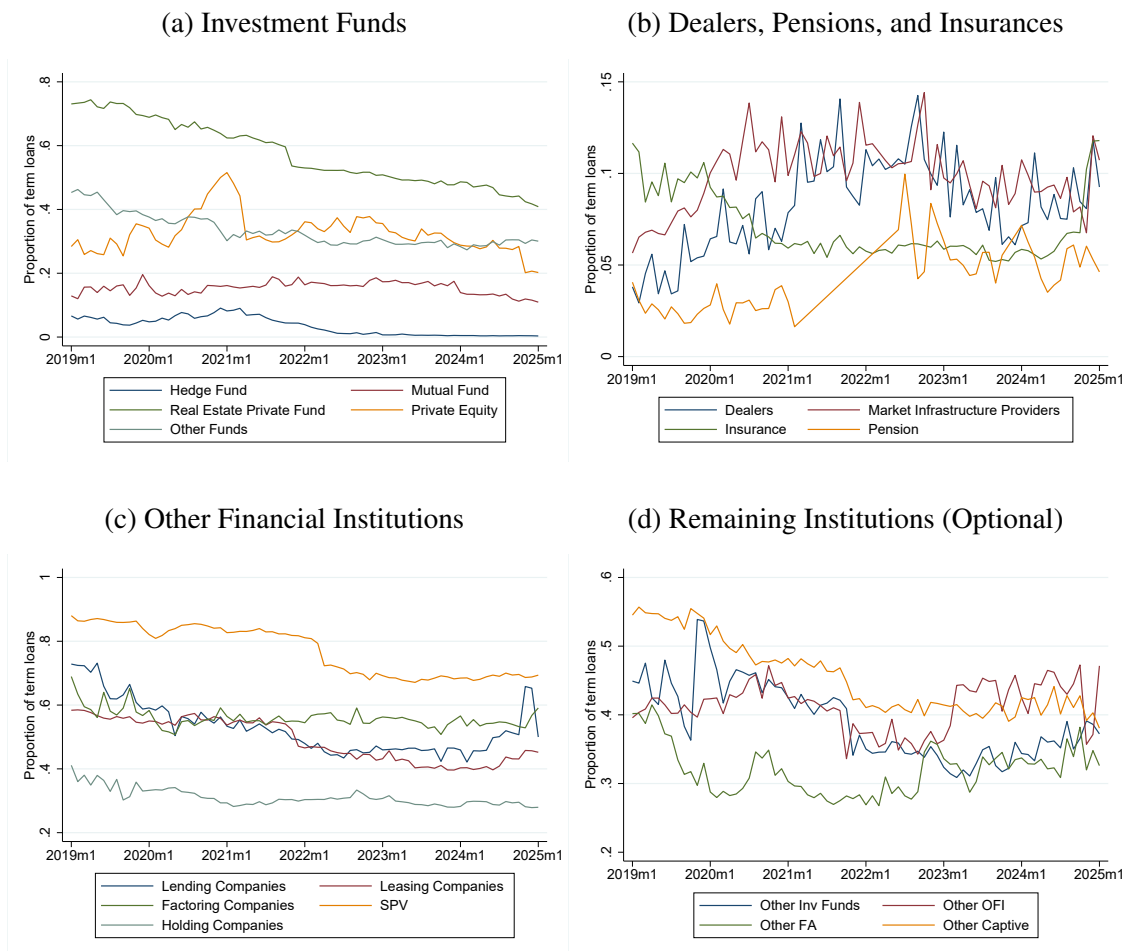 (a) Investment Funds
Proportion of term loans
0 .2 .4 .6 .8
2019m1 2020m1 2021m1 2022m1 2023m1 2024m1 2025m1
Hedge Fund Mutual Fund
Real Estate Private Fund Private Equity
Other Funds
(b) Dealers, Pensions, and Insurances
Proportion of term loans
0 .05 .1 .15
2019m1 2020m1 2021m1 2022m1 2023m1 2024m1 2025m1
Dealers Market Infrastructure Providers
Insurance Pension
(c) Other Financial Institutions
Proportion of term loans
.2 .4 .6 .8 1
2019m1 2020m1 2021m1 2022m1 2023m1 2024m1 2025m1
Lending Companies Leasing Companies
Factoring Companies SPV
Holding Companies
(d) Remaining Institutions (Optional)
Proportion of term loans
.2 .3 .4 .5 .6
2019m1 2020m1 2021m1 2022m1 2023m1 2024m1 2025m1
Other Inv Funds Other OFI
Other FA Other Captive